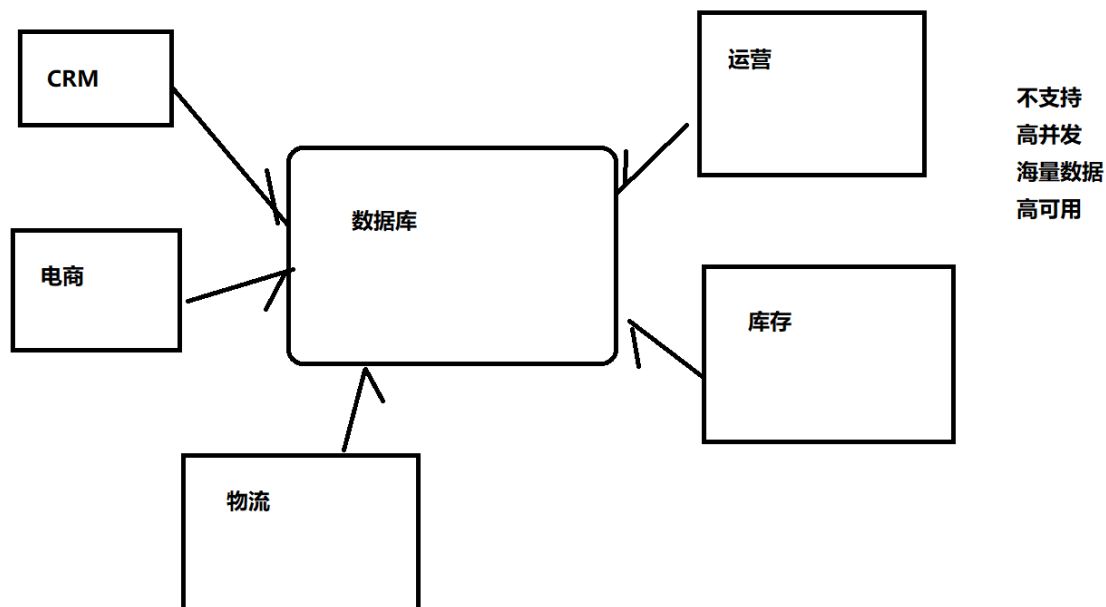 CRM
运营
不支持
高并发
海量数据
高可用
数据库
电商
库存
物流